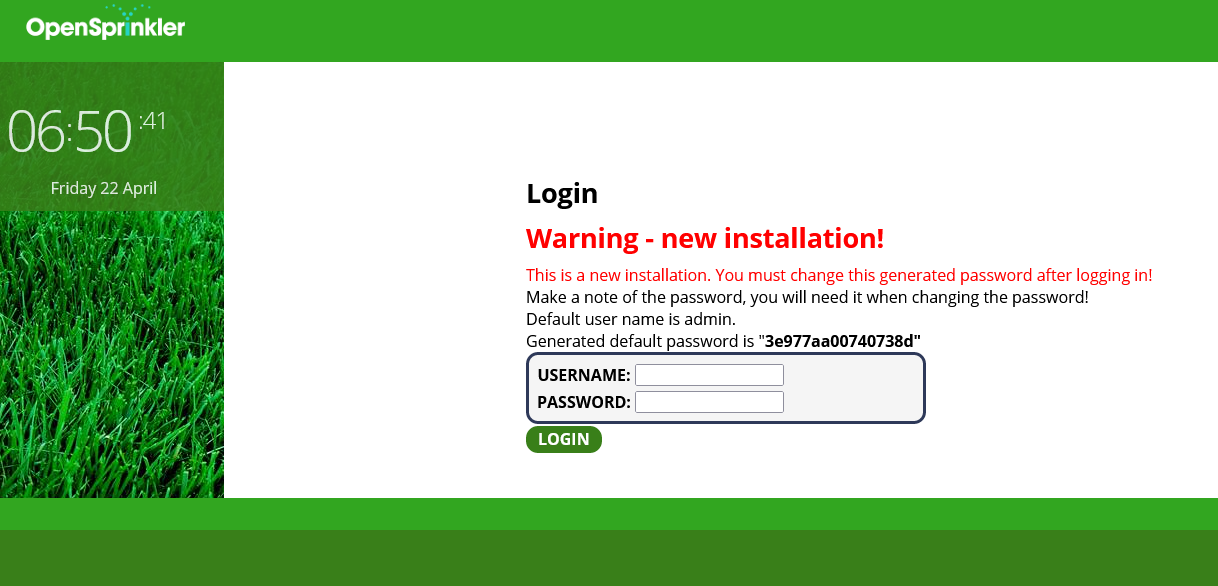 OpenSprinkler
06:50 :41
Friday 22 April
Login
Warning - new installation!
This is a new installation. You must change this generated password after logging in!
Make a note of the password, you will need it when changing the password!
Default user name is admin.
Generated default password is "3e977aa00740738d"
USERNAME:
PASSWORD:
LOGIN